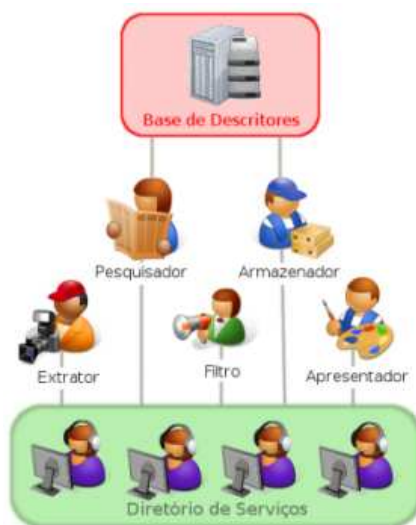 Base de Descritores
Pesquisador
Armazenador
Extrator
Filtro
Apresentador
Diretório de Serviços